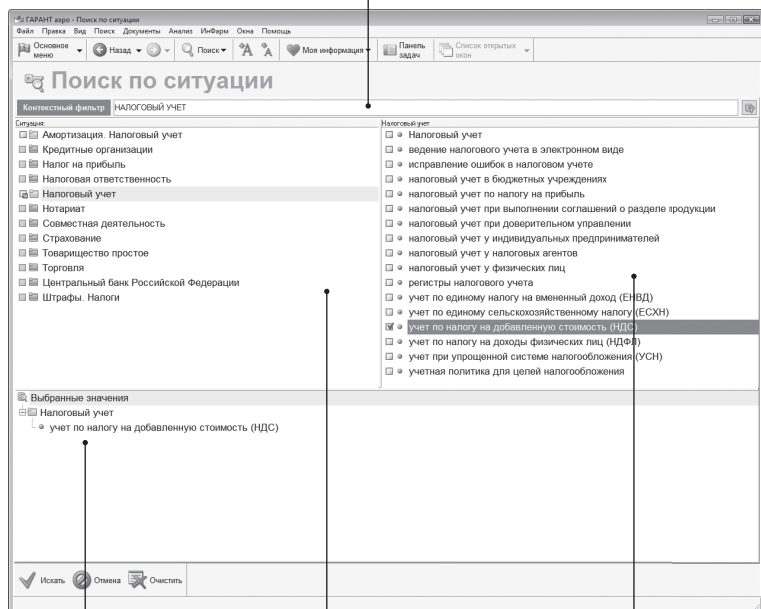 ГАРАНТ аэро - Поиск по ситуации
Файл Правка Вид Поиск Документы Анализ ИнФарм Окна Помощь
Основное меню Назад Поиск Моя информация Панель задач Список открытых окон
Поиск по ситуации
Контекстный фильтр НАЛОГОВЫЙ УЧЕТ
Ситуация:
Амортизация. Налоговый учет
Кредитные организации
Налог на прибыль
Налоговая ответственность
Налоговый учет
Нотариат
Совместная деятельность
Страхование
Товарищество простое
Торговля
Центральный банк Российской Федерации
Штрафы. Налоги
Налоговый учет
Налоговый учет
ведение налогового учета в электронном виде
исправление ошибок в налоговом учете
налоговый учет в бюджетных учреждениях
налоговый учет по налогу на прибыль
налоговый учет при выполнении соглашений о разделе продукции
налоговый учет при доверительном управлении
налоговый учет у индивидуальных предпринимателей
налоговый учет у налоговых агентов
налоговый учет у физических лиц
регистры налогового учета
учет по единому налогу на вмененный доход (ЕНВД)
учет по единому сельскохозяйственному налогу (ЕСХН)
учет по налогу на добавленную стоимость (НДС)
учет по налогу на доходы физических лиц (НДФЛ)
учет при упрощенной системе налогообложения (УСН)
учетная политика для целей налогообложения
Выбранные значения
Налоговый учет
учет по налогу на добавленную стоимость (НДС)
Искать Отмена Очистить